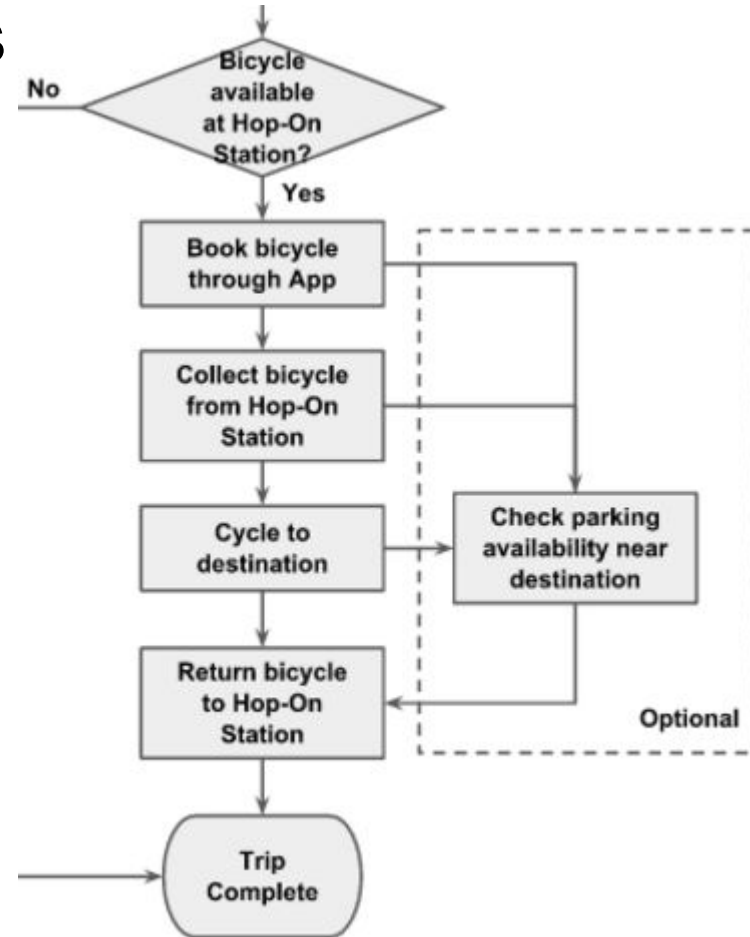 s
Bicycle
available
at Hop-On
Station?
No
Yes
Book bicycle
through App
Collect bicycle
from Hop-On
Station
Cycle to
destination
Check parking
availability near
destination
Return bicycle
to Hop-On
Station
Optional
Trip
Complete